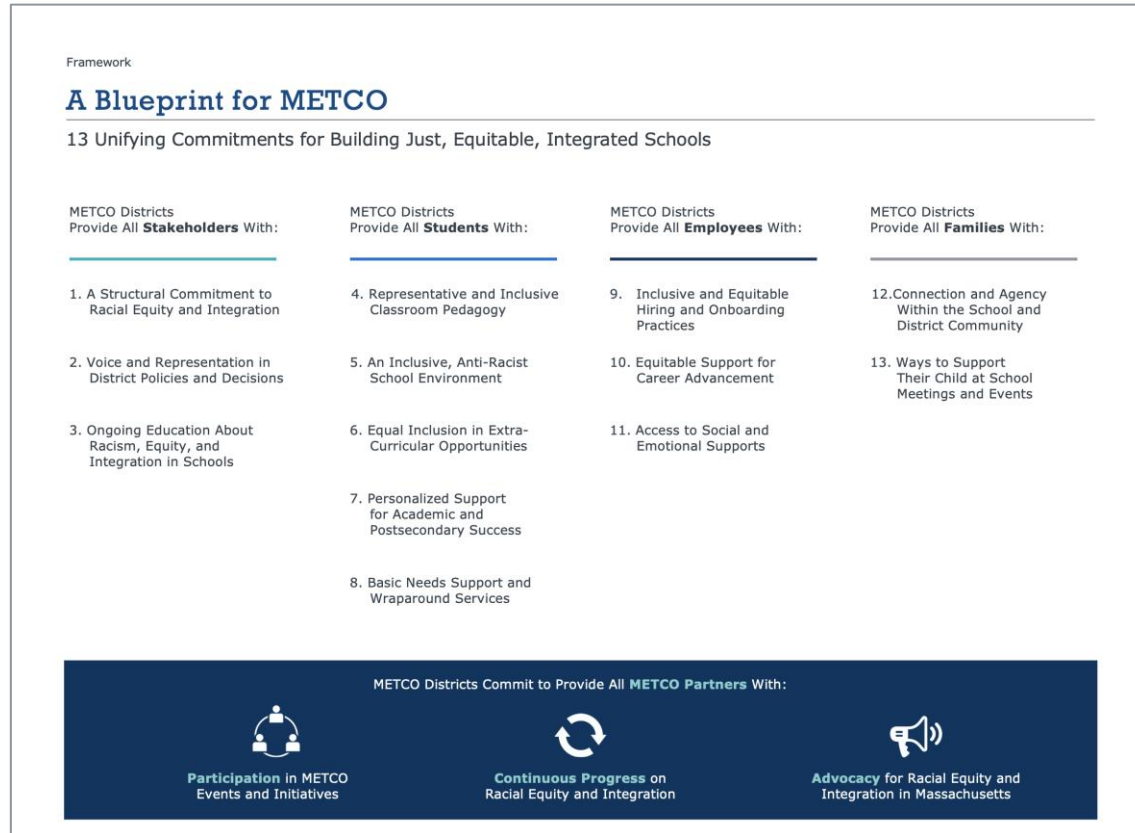 Framework
A Blueprint for METCO
13 Unifying Commitments for Building Just, Equitable, Integrated Schools
METCO Districts
Provide All Stakeholders With:
1. A Structural Commitment to
Racial Equity and Integration
2. Voice and Representation in
District Policies and Decisions
3. Ongoing Education About
Racism, Equity, and
Integration in Schools
METCO Districts
Provide All Students With:
4. Representative and Inclusive
Classroom Pedagogy
5. An Inclusive, Anti-Racist
School Environment
6. Equal Inclusion in Extra-
Curricular Opportunities
7. Personalized Support
for Academic and
Postsecondary Success
8. Basic Needs Support and
Wraparound Services
METCO Districts
Provide All Employees With:
9. Inclusive and Equitable
Hiring and Onboarding
Practices
10. Equitable Support for
Career Advancement
11. Access to Social and
Emotional Supports
METCO Districts
Provide All Families With:
12.Connection and Agency
Within the School and
District Community
13. Ways to Support
Their Child at School
Meetings and Events
METCO Districts Commit to Provide All METCO Partners With:
Participation in METCO
Events and Initiatives
Continuous Progress on
Racial Equity and Integration
Advocacy for Racial Equity and
Integration in Massachusetts